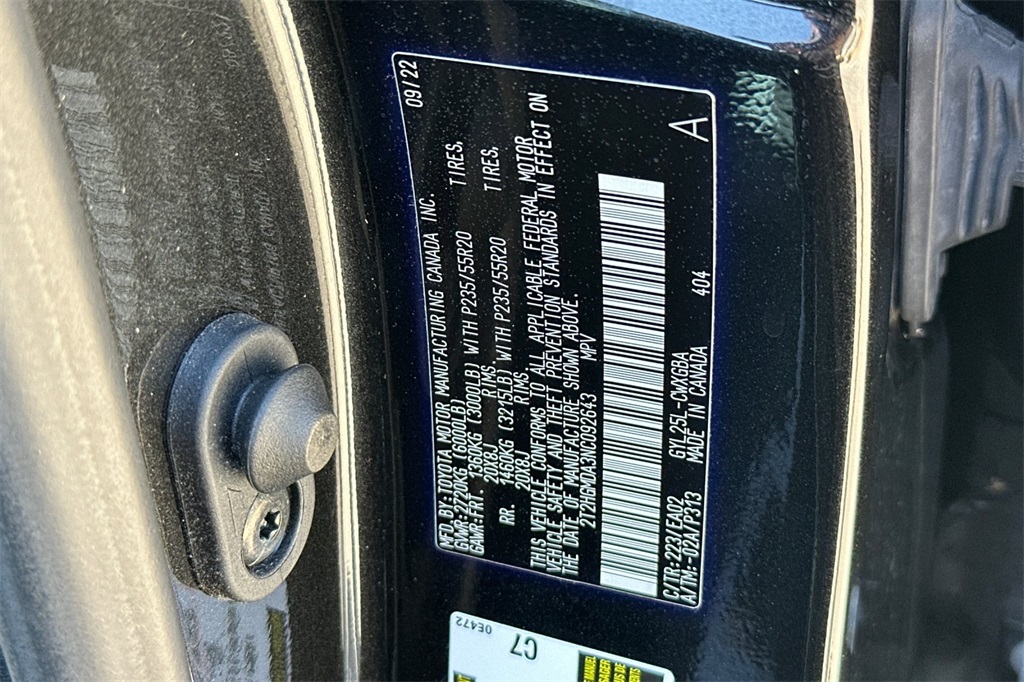 MFD. BY: TOYOTA MOTOR MANUFACTURING CANADA INC. 09/22
GVWR: 2720KG (6000LB)
GAWR: FRT. 1360KG (3000LB) WITH P235/55R20 TIRES,
20X8J RIMS,
RR. 1460KG (3215LB) WITH P235/55R20 TIRES,
20X8J RIMS,
THIS VEHICLE CONFORMS TO ALL APPLICABLE FEDERAL MOTOR
VEHICLE SAFETY AND THEFT PREVENTION STANDARDS IN EFFECT ON
THE DATE OF MANUFACTURE SHOWN ABOVE.
2T2HGMDA3NC092643 MPV
A
C/TR: 223/EA02 GYL25L-CWXGBA 404
A/TM: -02A/P313 MADE IN CANADA
0E472
C7